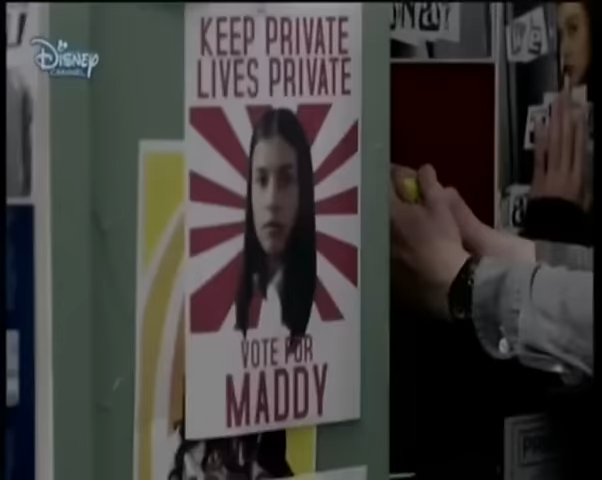 Disney
CHANNEL
KEEP PRIVATE
LIVES PRIVATE
VOTE FOR
MADDY